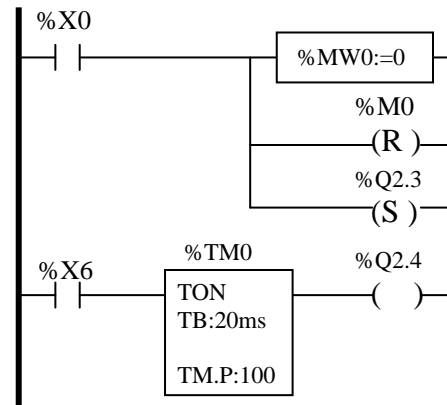 %X0
%MW0:=0
%M0
(R )
%Q2.3
(S )
%TM0
%Q2.4
%X6
TON
( )
TB:20ms
TM.P:100